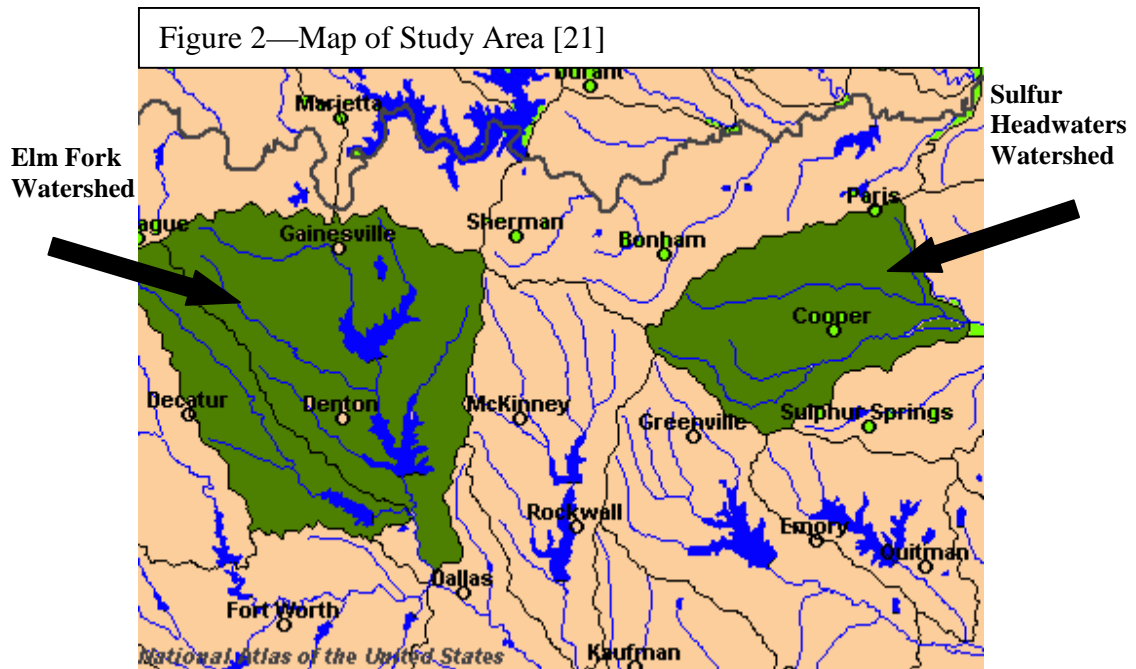 Figure 2—Map of Study Area [21]
Durant
Marietta
Sulfur
Headwaters
Watershed
Elm Fork
Watershed
Paris
ague
Gainesville
Sherman
Bonham
Cooper
Decatur
Denton
McKinney
Greenville
Sulphur Springs
Rockwall
Emory
Quitman
Dallas
Fort Worth
Kaufman
National Atlas of the United States